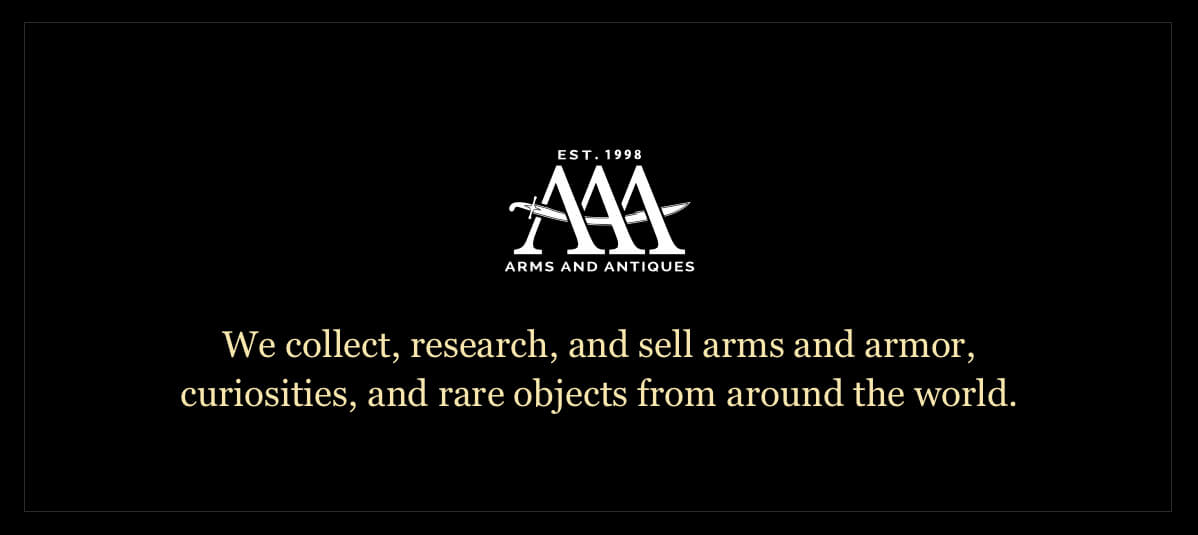 EST. 1998
AAA
ARMS AND ANTIQUES
We collect, research, and sell arms and armor,
curiosities, and rare objects from around the world.